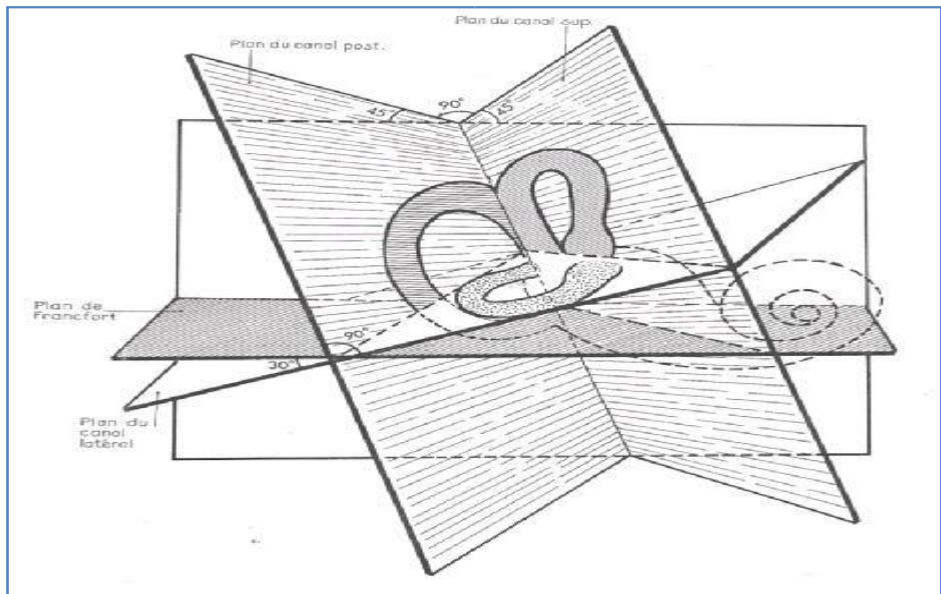 Plan du canal sup.
Plan du canal post.
45°
90°
45°
Plan de
Francfort
90°
30°
Plan du
canal
latéral